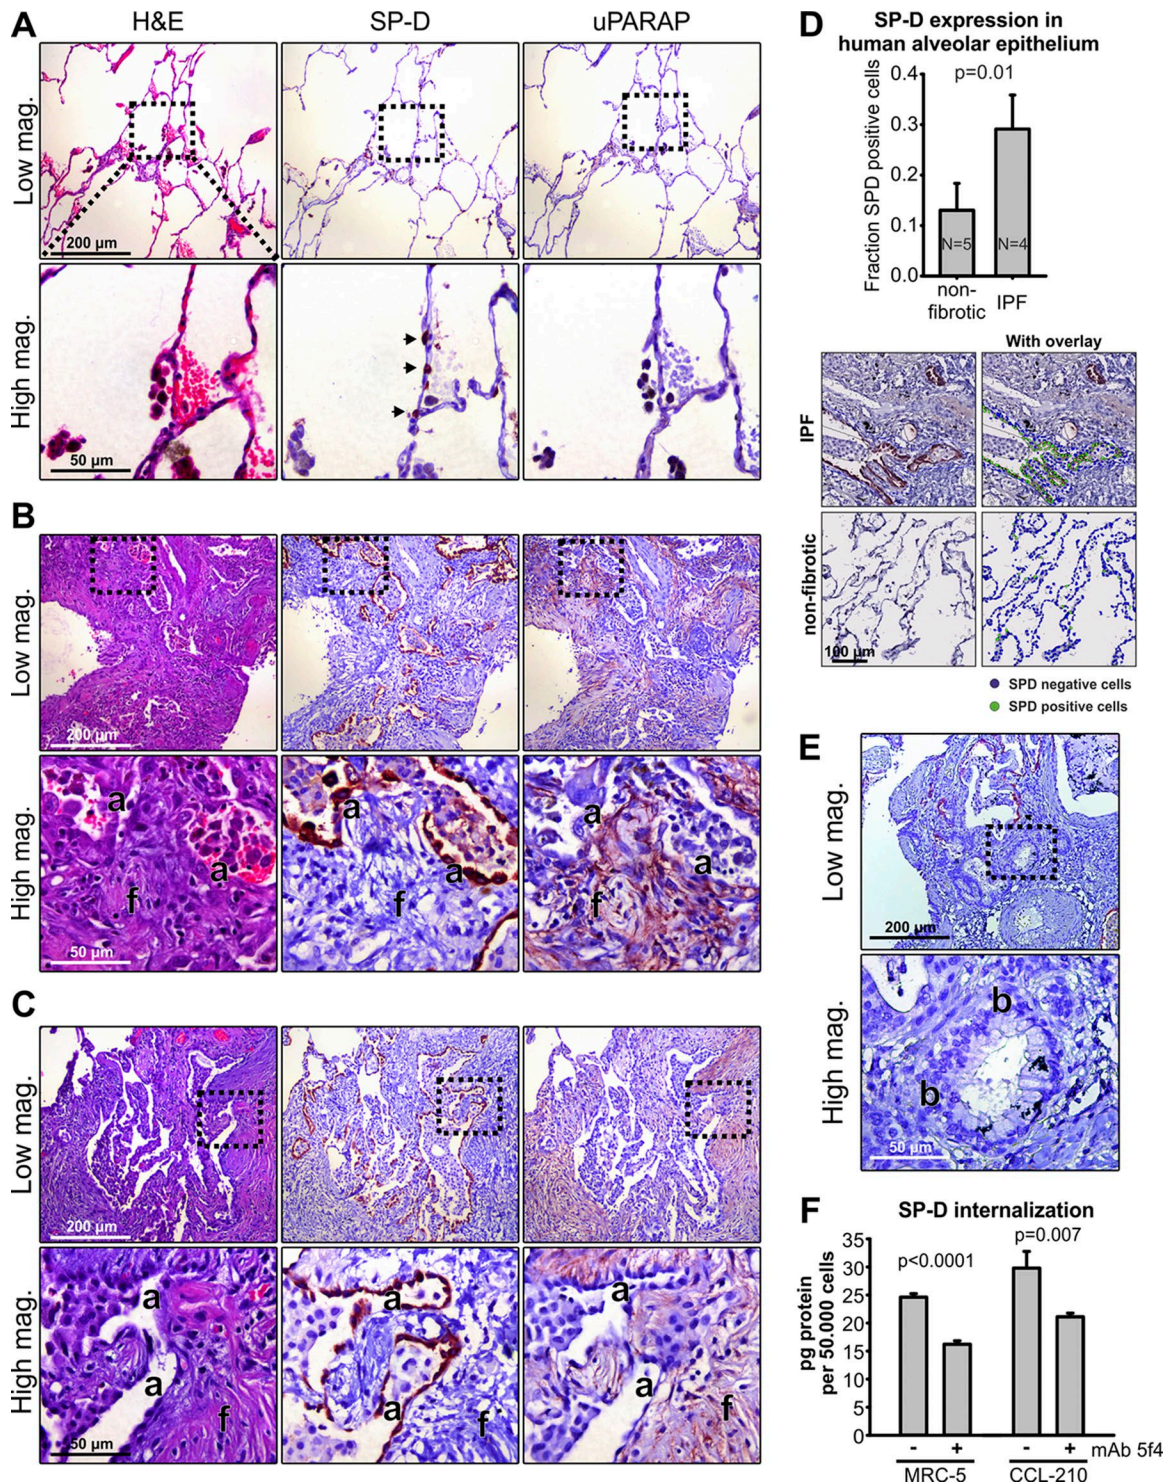 A
H&E
SP-D
uPARAP
Low mag.
200 µm
High mag.
50 µm
B
Low mag.
200 µm
High mag.
a
a
f
50 µm
a
a
f
a
a
f
C
Low mag.
200 µm
High mag.
a
a
f
50 µm
a
a
f
a
a
f
D
SP-D expression in
human alveolar epithelium
p=0.01
Fraction SPD positive cells
0.4
0.3
0.2
0.1
0.0
N=5
N=4
non-
fibrotic
IPF
With overlay
IPF
non-fibrotic
100 µm
SPD negative cells
SPD positive cells
E
Low mag.
200 µm
High mag.
b
b
50 µm
F
SP-D internalization
p<0.0001
p=0.007
pg protein
per 50.000 cells
35
30
25
20
15
10
5
0
- + - + mAb 5f4
MRC-5
CCL-210